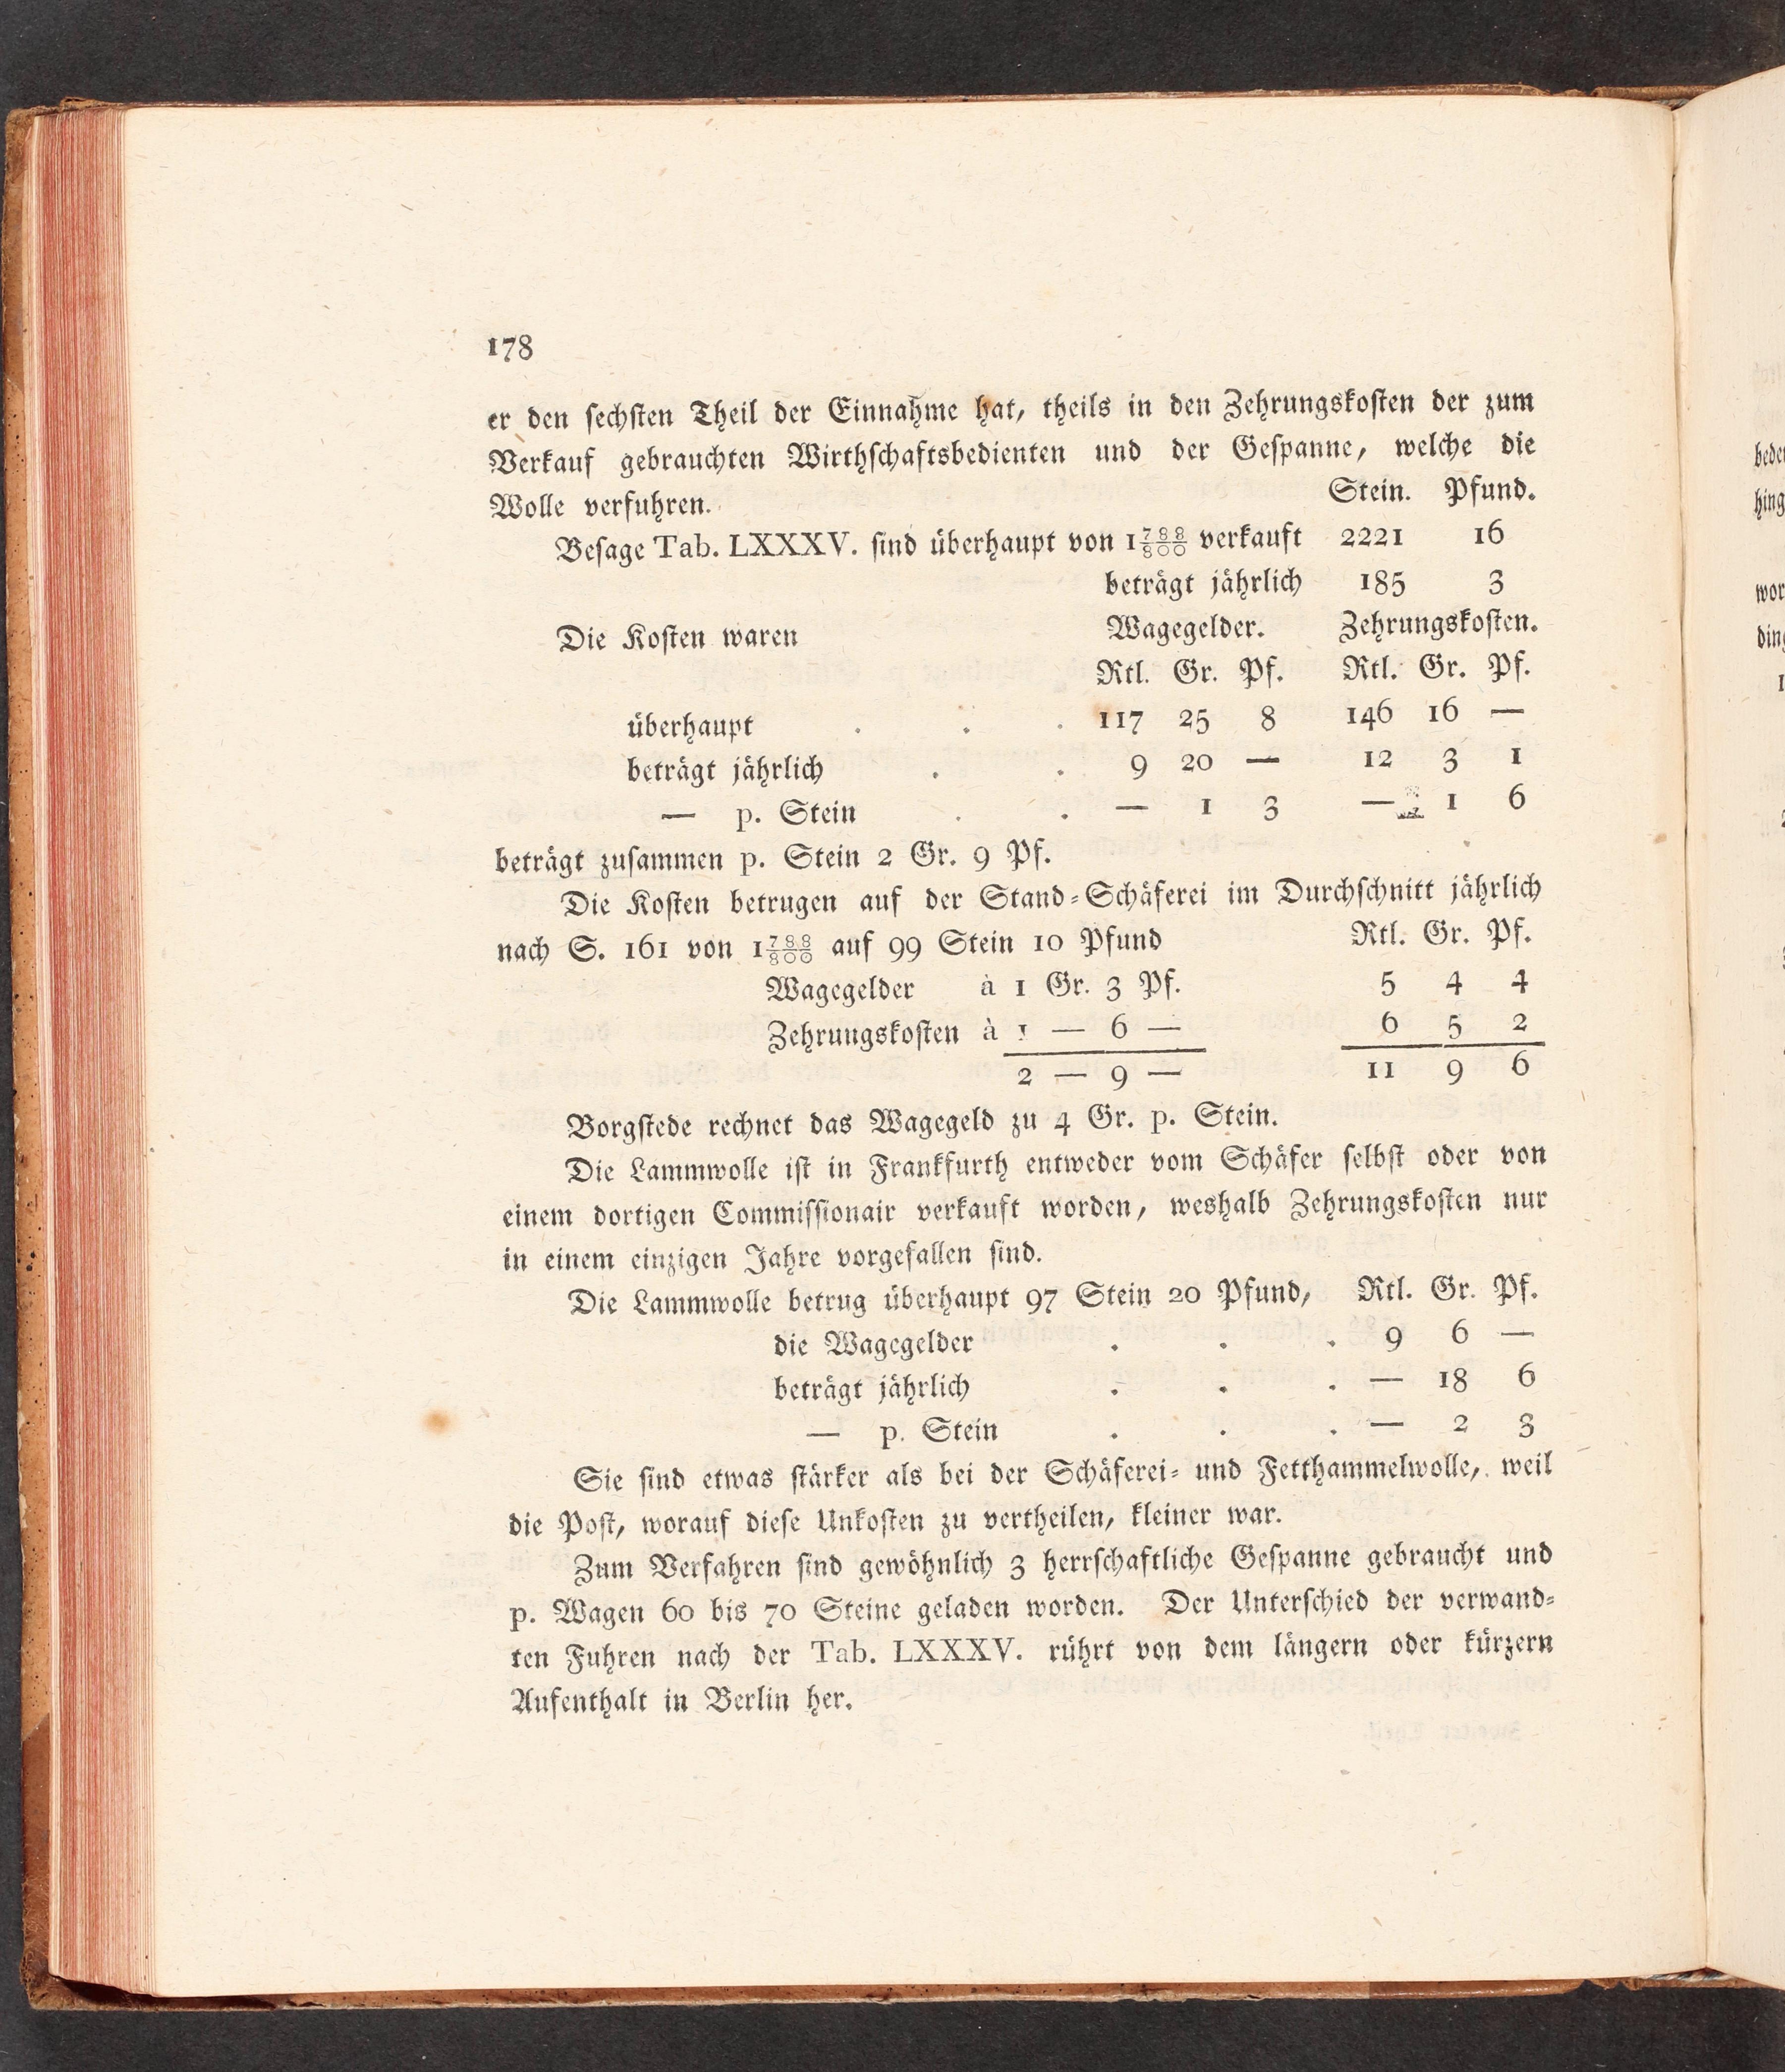 178
er den sechsten Theil der Einnahme hat, theils in den Zehrungskosten der zum
Verkauf gebrauchten Wirthschaftsbedienten und der Gespanne, welche die
Wolle verfuhren. Stein. Pfund.
Besage Tab. LXXXV. sind überhaupt von 1788/800 verkauft 2221 16
beträgt jährlich 185 3
Die Kosten waren Wagegelder. Zehrungskosten.
Rtl. Gr. Pf. Rtl. Gr. Pf.
überhaupt . . . 117 25 8 146 16 —
beträgt jährlich . . 9 20 — 12 3 1
— p. Stein . . — 1 3 — 1 6
beträgt zusammen p. Stein 2 Gr. 9 Pf.
Die Kosten betrugen auf der Stand-Schäferei im Durchschnitt jährlich
nach S. 161 von 1788/800 auf 99 Stein 10 Pfund Rtl. Gr. Pf.
Wagegelder à 1 Gr. 3 Pf. 5 4 4
Zehrungskosten à 1 — 6 — 6 5 2
2 — 9 — 11 9 6
Borgstede rechnet das Wagegeld zu 4 Gr. p. Stein.
Die Lammwolle ist in Frankfurth entweder vom Schäfer selbst oder von
einem dortigen Commissionair verkauft worden, weshalb Zehrungskosten nur
in einem einzigen Jahre vorgefallen sind.
Die Lammwolle betrug überhaupt 97 Stein 20 Pfund, Rtl. Gr. Pf.
die Wagegelder . . . 9 6 —
beträgt jährlich . . . — 18 6
— p. Stein . . . — 2 3
Sie sind etwas stärker als bei der Schäferei- und Fetthammelwolle, weil
die Post, worauf diese Unkosten zu vertheilen, kleiner war.
Zum Verfahren sind gewöhnlich 3 herrschaftliche Gespanne gebraucht und
p. Wagen 60 bis 70 Steine geladen worden. Der Unterschied der verwand-
ten Fuhren nach der Tab. LXXXV. rührt von dem längern oder kürzern
Aufenthalt in Berlin her.